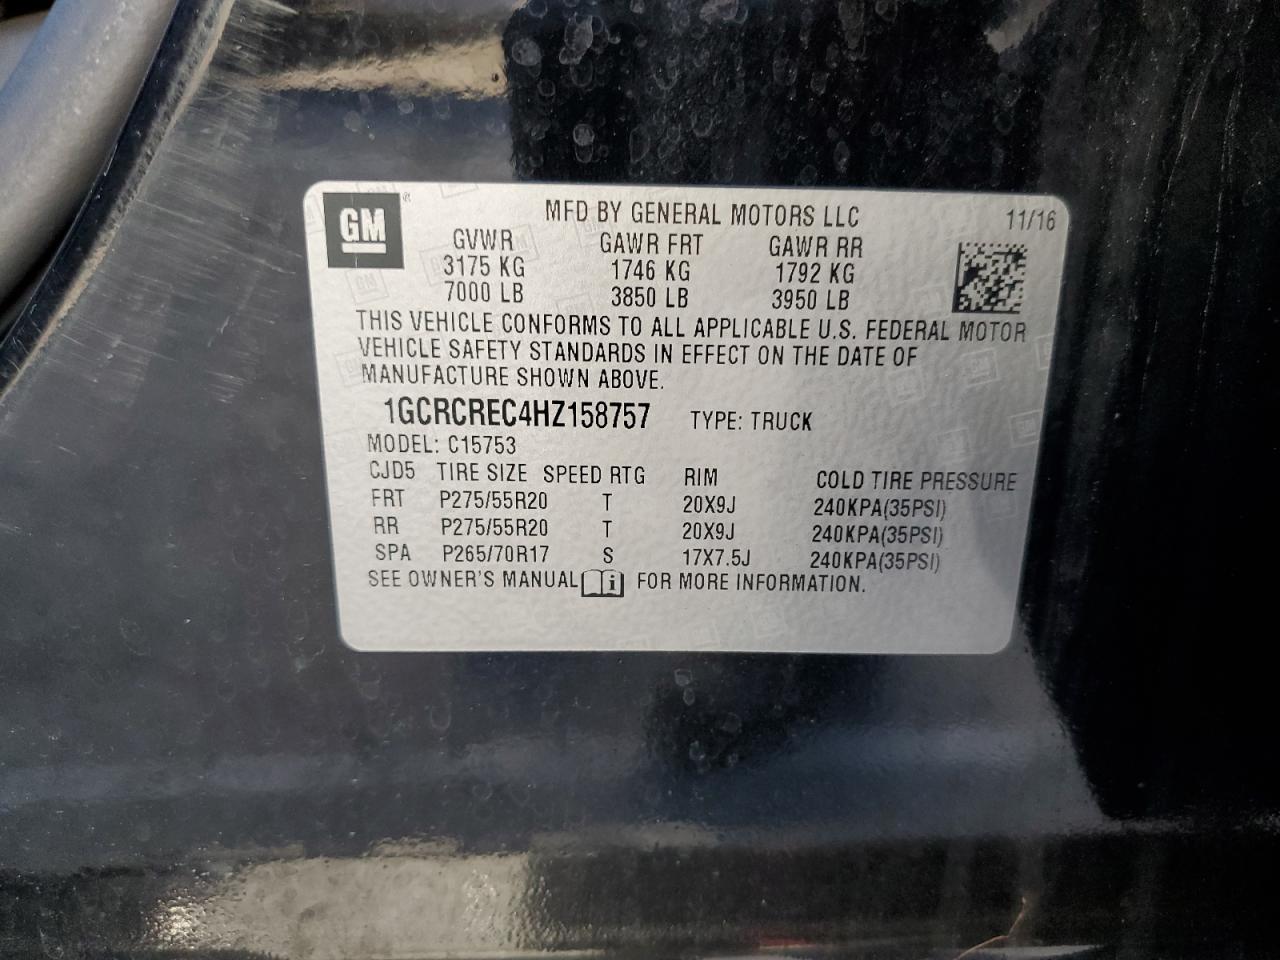 GM ®
MFD BY GENERAL MOTORS LLC 11/16
GVWR GAWR FRT GAWR RR
3175 KG 1746 KG 1792 KG
7000 LB 3850 LB 3950 LB
THIS VEHICLE CONFORMS TO ALL APPLICABLE U.S. FEDERAL MOTOR
VEHICLE SAFETY STANDARDS IN EFFECT ON THE DATE OF
MANUFACTURE SHOWN ABOVE.
1GCRCREC4HZ158757 TYPE: TRUCK
MODEL: C15753
CJD5 TIRE SIZE SPEED RTG RIM COLD TIRE PRESSURE
FRT P275/55R20 T 20X9J 240KPA(35PSI)
RR P275/55R20 T 20X9J 240KPA(35PSI)
SPA P265/70R17 S 17X7.5J 240KPA(35PSI)
SEE OWNER'S MANUAL i FOR MORE INFORMATION.